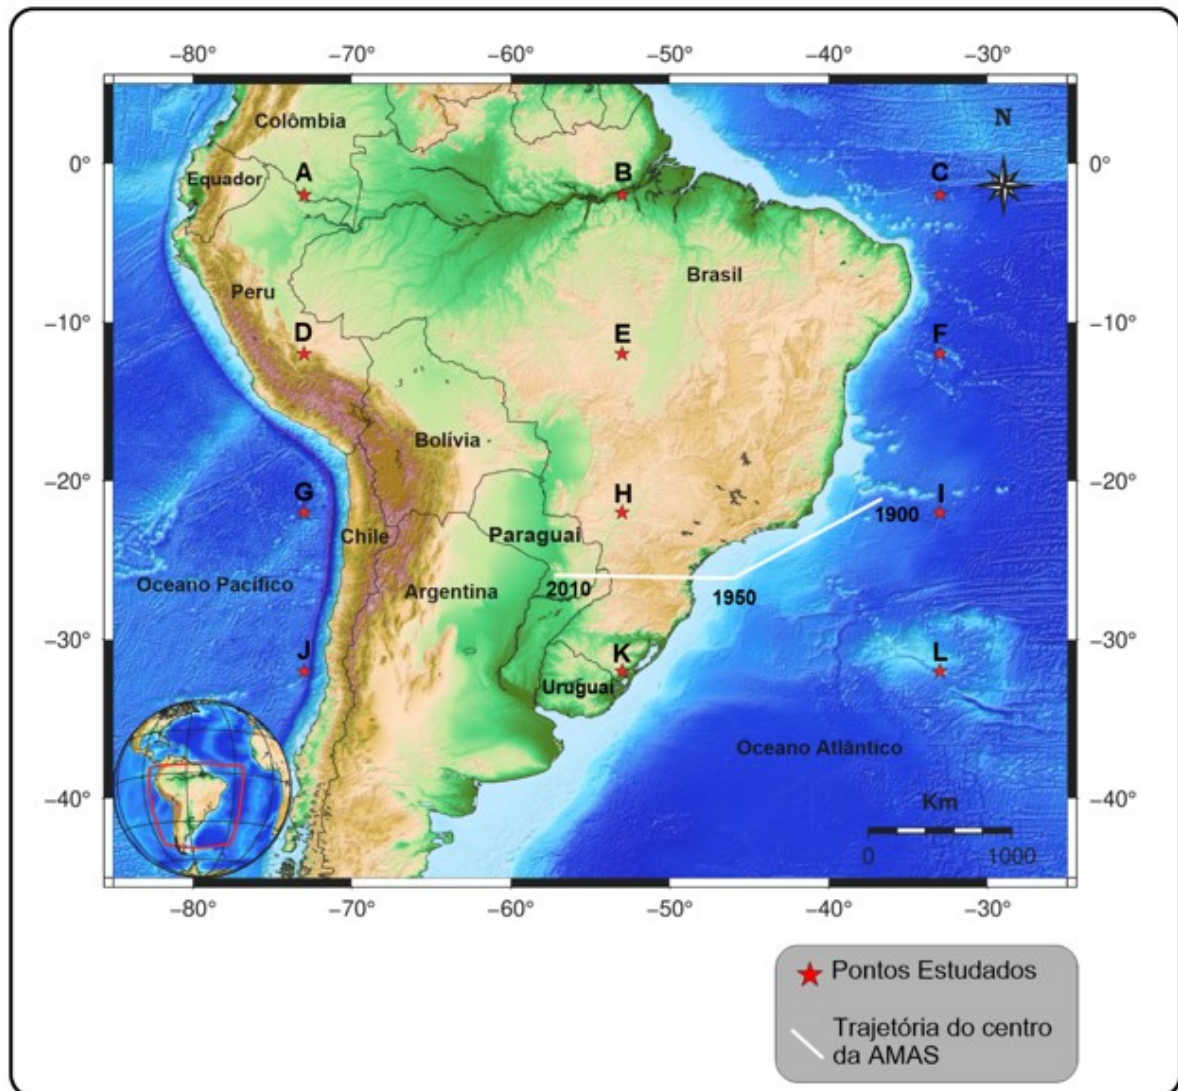 −80° −70° −60° −50° −40° −30°
N
Colômbia
0° A B C 0°
Equador
Brasil
Peru
−10° D E F −10°
Bolívia
−20° G H I −20°
1900
Chile Paraguai
Oceano Pacífico Argentina 2010 1950
−30° J K L −30°
Uruguai
Oceano Atlântico
−40° Km −40°
0 1000
−80° −70° −60° −50° −40° −30°
Pontos Estudados
Trajetória do centro
da AMAS